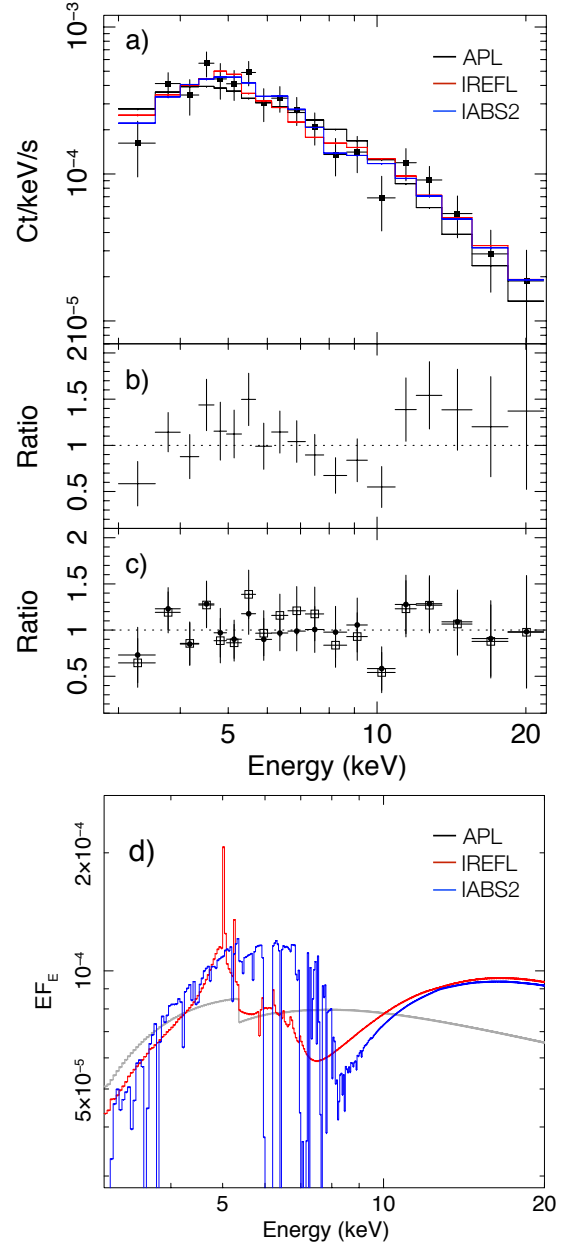 a)
APL
IREFL
IABS2
Ct/keV/s
10⁻³
10⁻⁴
10⁻⁵
2
b)
Ratio
2
1.5
1
0.5
c)
Ratio
2
1.5
1
0.5
5
10
20
Energy (keV)
d)
APL
IREFL
IABS2
EF_E
2×10⁻⁴
10⁻⁴
5×10⁻⁵
5
10
20
Energy (keV)